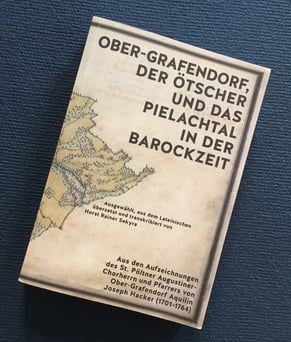 OBER-GRAFENDORF,
DER ÖTSCHER
UND DAS
PIELACHTAL
IN DER
BAROCKZEIT
Ausgewählt, aus dem Lateinischen
übersetzt und transkribiert von
Horst Rainer Sekyra
Aus den Aufzeichnungen
des St. Pöltner Augustiner-
Chorherrn und Pfarrers von
Ober-Grafendorf Aquilin
Joseph Hacker (1701-1764)